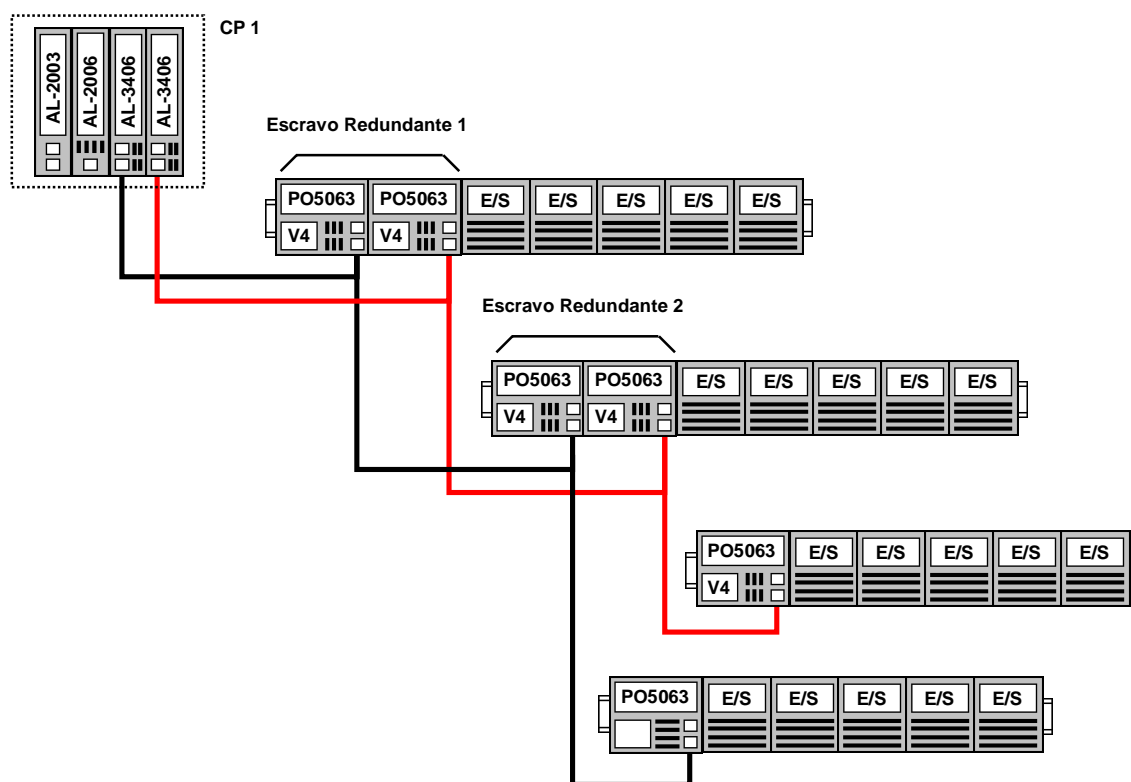 CP 1
AL-2003
AL-2006
AL-3406
AL-3406
Escravo Redundante 1
PO5063 PO5063 E/S E/S E/S E/S E/S
V4 V4
Escravo Redundante 2
PO5063 PO5063 E/S E/S E/S E/S E/S
V4 V4
PO5063 E/S E/S E/S E/S E/S
V4
PO5063 E/S E/S E/S E/S E/S